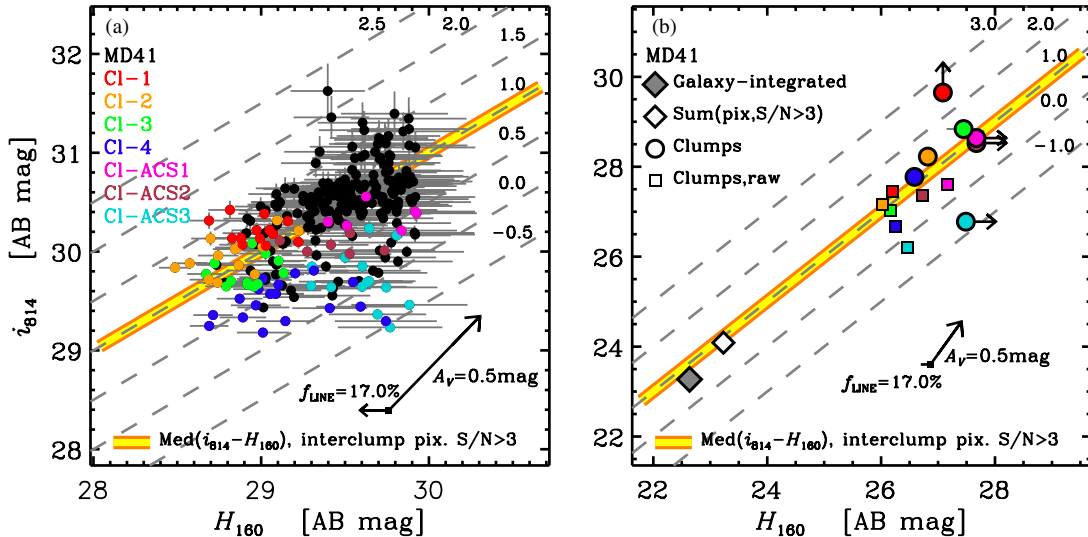 (a)
2.5 2.0
1.5
1.0
0.5
0.0
−0.5
MD41
Cl−1
Cl−2
Cl−3
Cl−4
Cl−ACS1
Cl−ACS2
Cl−ACS3
32
31
30
29
28
i814 [AB mag]
fLINE=17.0%
AV=0.5mag
Med(i814−H160), interclump pix. S/N>3
28 29 30
H160 [AB mag]
(b)
3.0 2.0
1.0
0.0
−1.0
MD41
Galaxy−integrated
Sum(pix,S/N>3)
Clumps
Clumps,raw
30
28
26
24
22
fLINE=17.0%
AV=0.5mag
Med(i814−H160), interclump pix. S/N>3
22 24 26 28
H160 [AB mag]